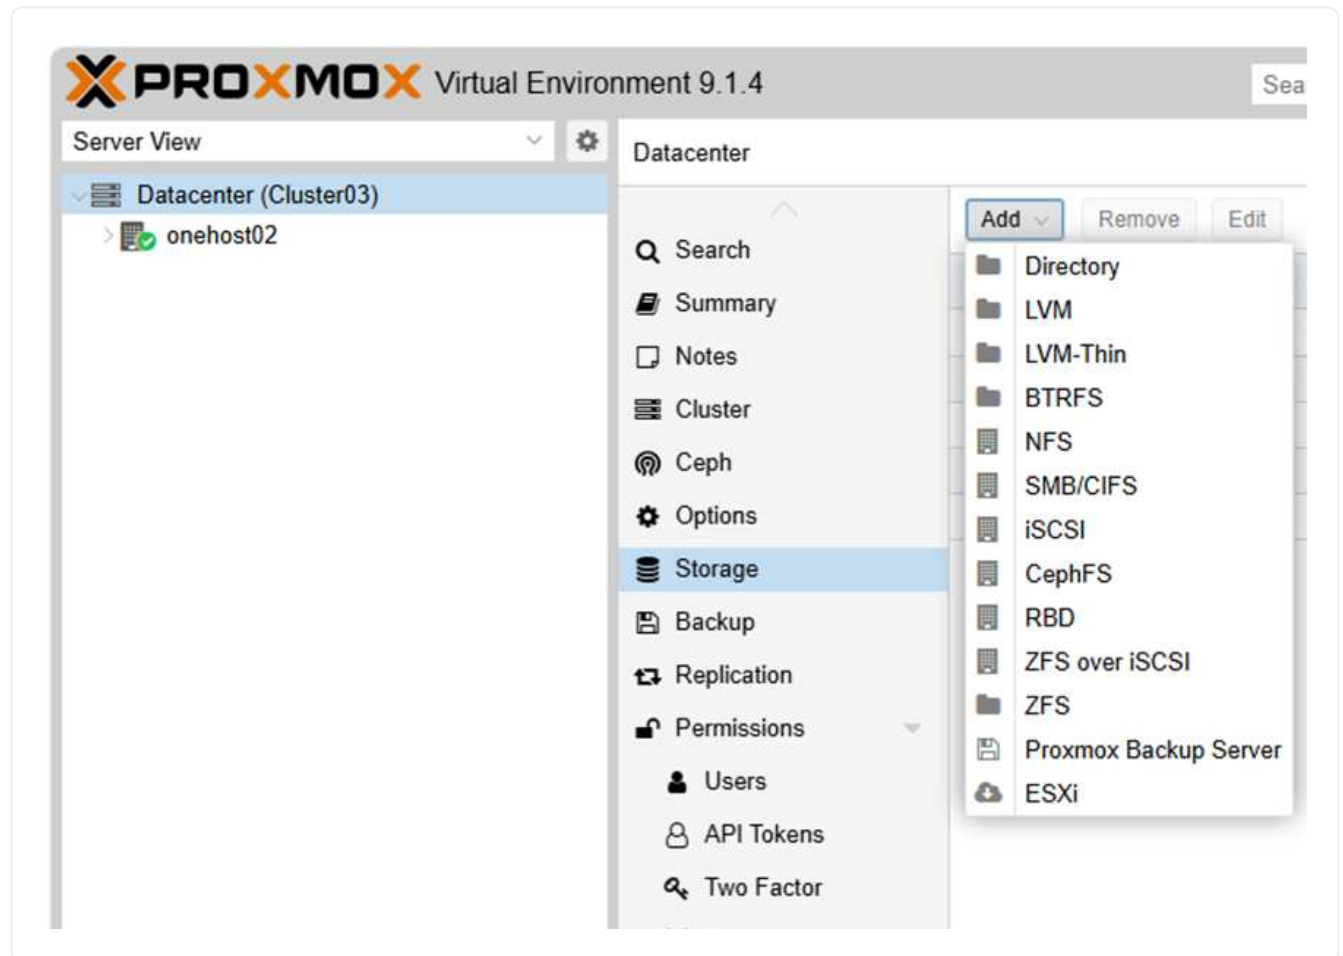 PROXMOX Virtual Environment 9.1.4
Sea
Server View
Datacenter (Cluster03)
onehost02
Datacenter
Search
Summary
Notes
Cluster
Ceph
Options
Storage
Backup
Replication
Permissions
Users
API Tokens
Two Factor
Add
Remove
Edit
Directory
LVM
LVM-Thin
BTRFS
NFS
SMB/CIFS
iSCSI
CephFS
RBD
ZFS over iSCSI
ZFS
Proxmox Backup Server
ESXi